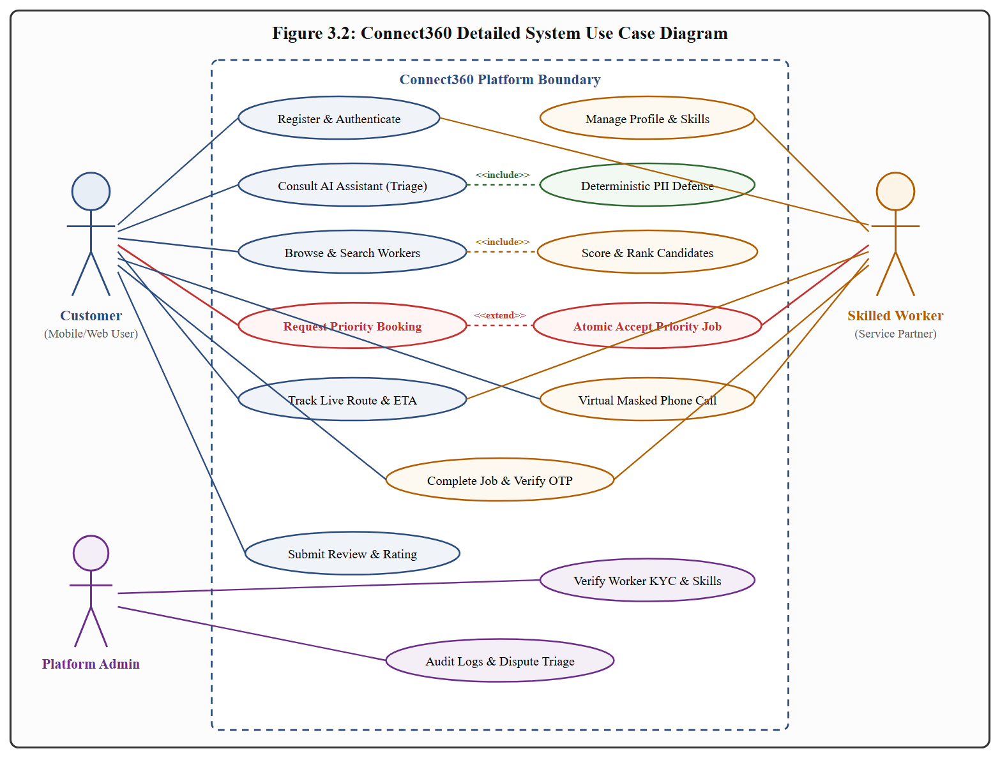 Figure 3.2: Connect360 Detailed System Use Case Diagram
Connect360 Platform Boundary
Register & Authenticate
Manage Profile & Skills
Consult AI Assistant (Triage)
<<include>>
Deterministic PII Defense
Browse & Search Workers
<<include>>
Score & Rank Candidates
Customer
(Mobile/Web User)
Request Priority Booking
<<extend>>
Atomic Accept Priority Job
Skilled Worker
(Service Partner)
Track Live Route & ETA
Virtual Masked Phone Call
Complete Job & Verify OTP
Submit Review & Rating
Verify Worker KYC & Skills
Platform Admin
Audit Logs & Dispute Triage